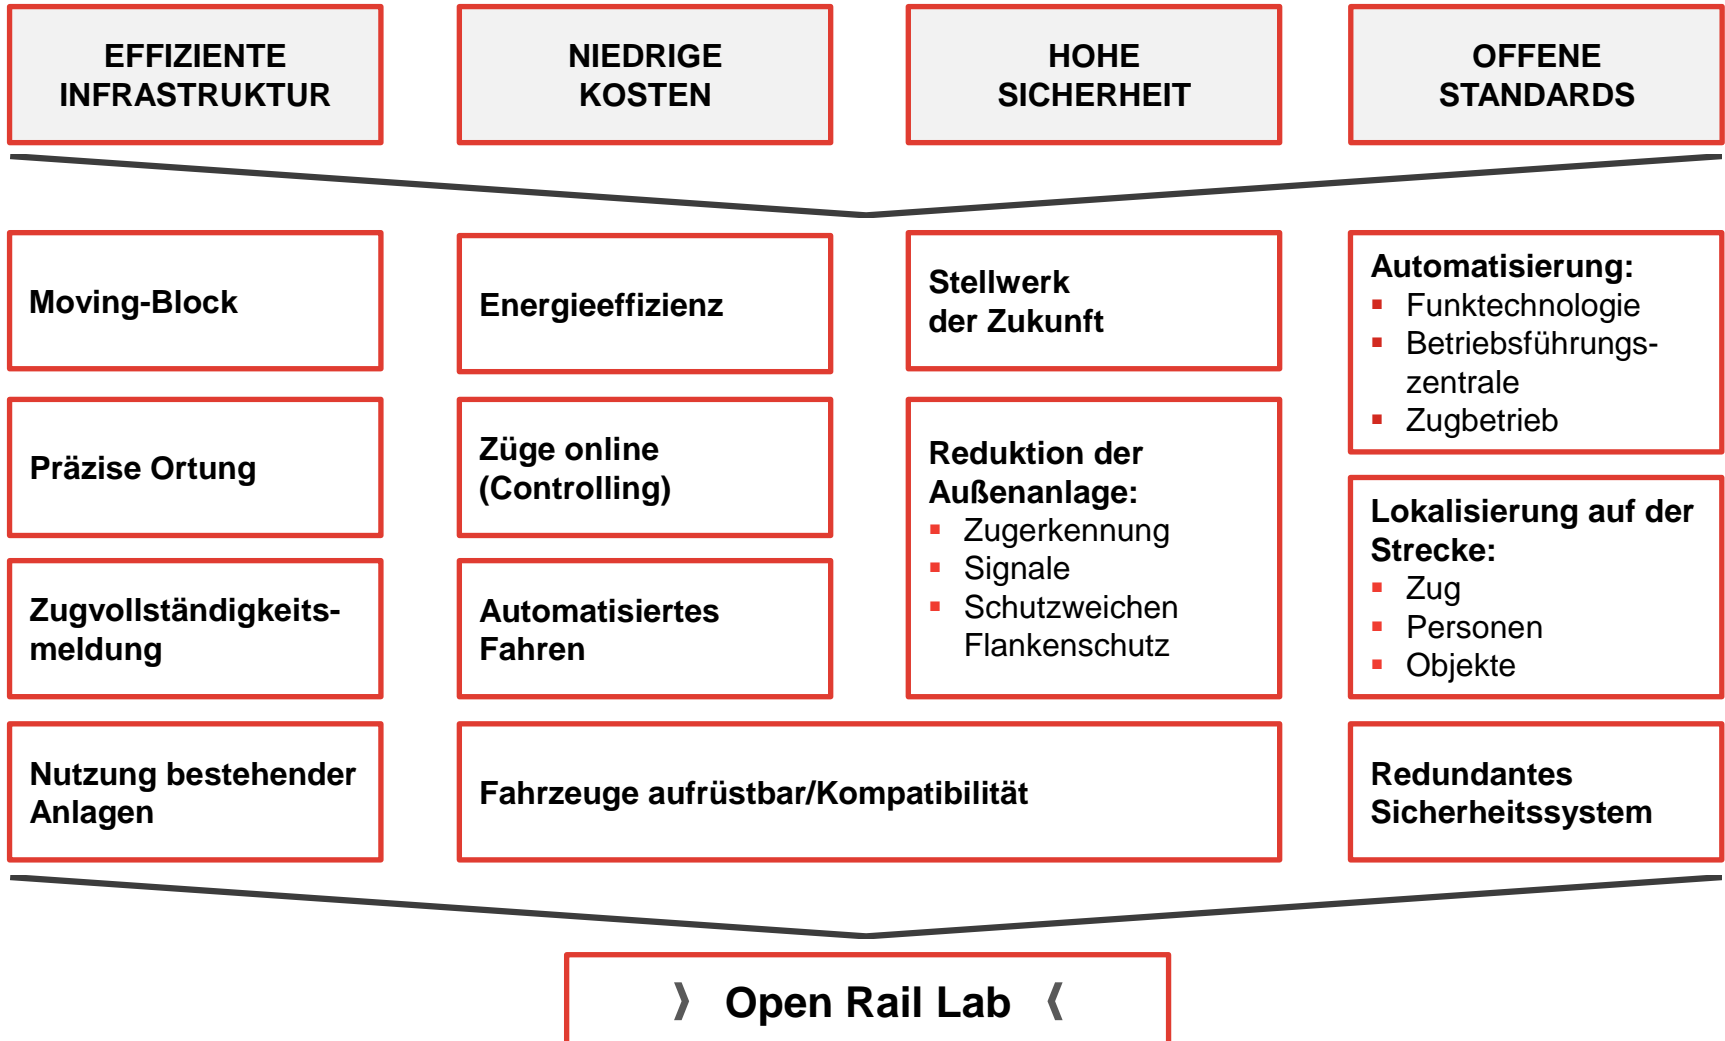 EFFIZIENTE
INFRASTRUKTUR
NIEDRIGE
KOSTEN
HOHE
SICHERHEIT
OFFENE
STANDARDS
Moving-Block
Energieeffizienz
Stellwerk
der Zukunft
Automatisierung:
▪ Funktechnologie
▪ Betriebsführungs-
zentrale
▪ Zugbetrieb
Präzise Ortung
Züge online
(Controlling)
Reduktion der
Außenanlage:
▪ Zugerkennung
▪ Signale
▪ Schutzweichen
Flankenschutz
Lokalisierung auf der
Strecke:
▪ Zug
▪ Personen
▪ Objekte
Zugvollständigkeits-
meldung
Automatisiertes
Fahren
Nutzung bestehender
Anlagen
Fahrzeuge aufrüstbar/Kompatibilität
Redundantes
Sicherheitssystem
❫ Open Rail Lab ❪